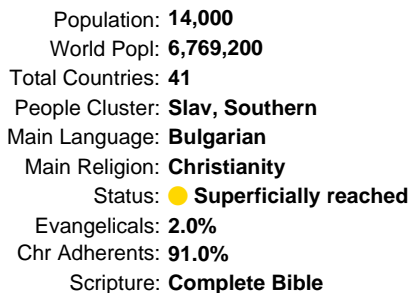 Population: 14,000
World Popl: 6,769,200
Total Countries: 41
People Cluster: Slav, Southern
Main Language: Bulgarian
Main Religion: Christianity
Status: Superficially reached
Evangelicals: 2.0%
Chr Adherents: 91.0%
Scripture: Complete Bible